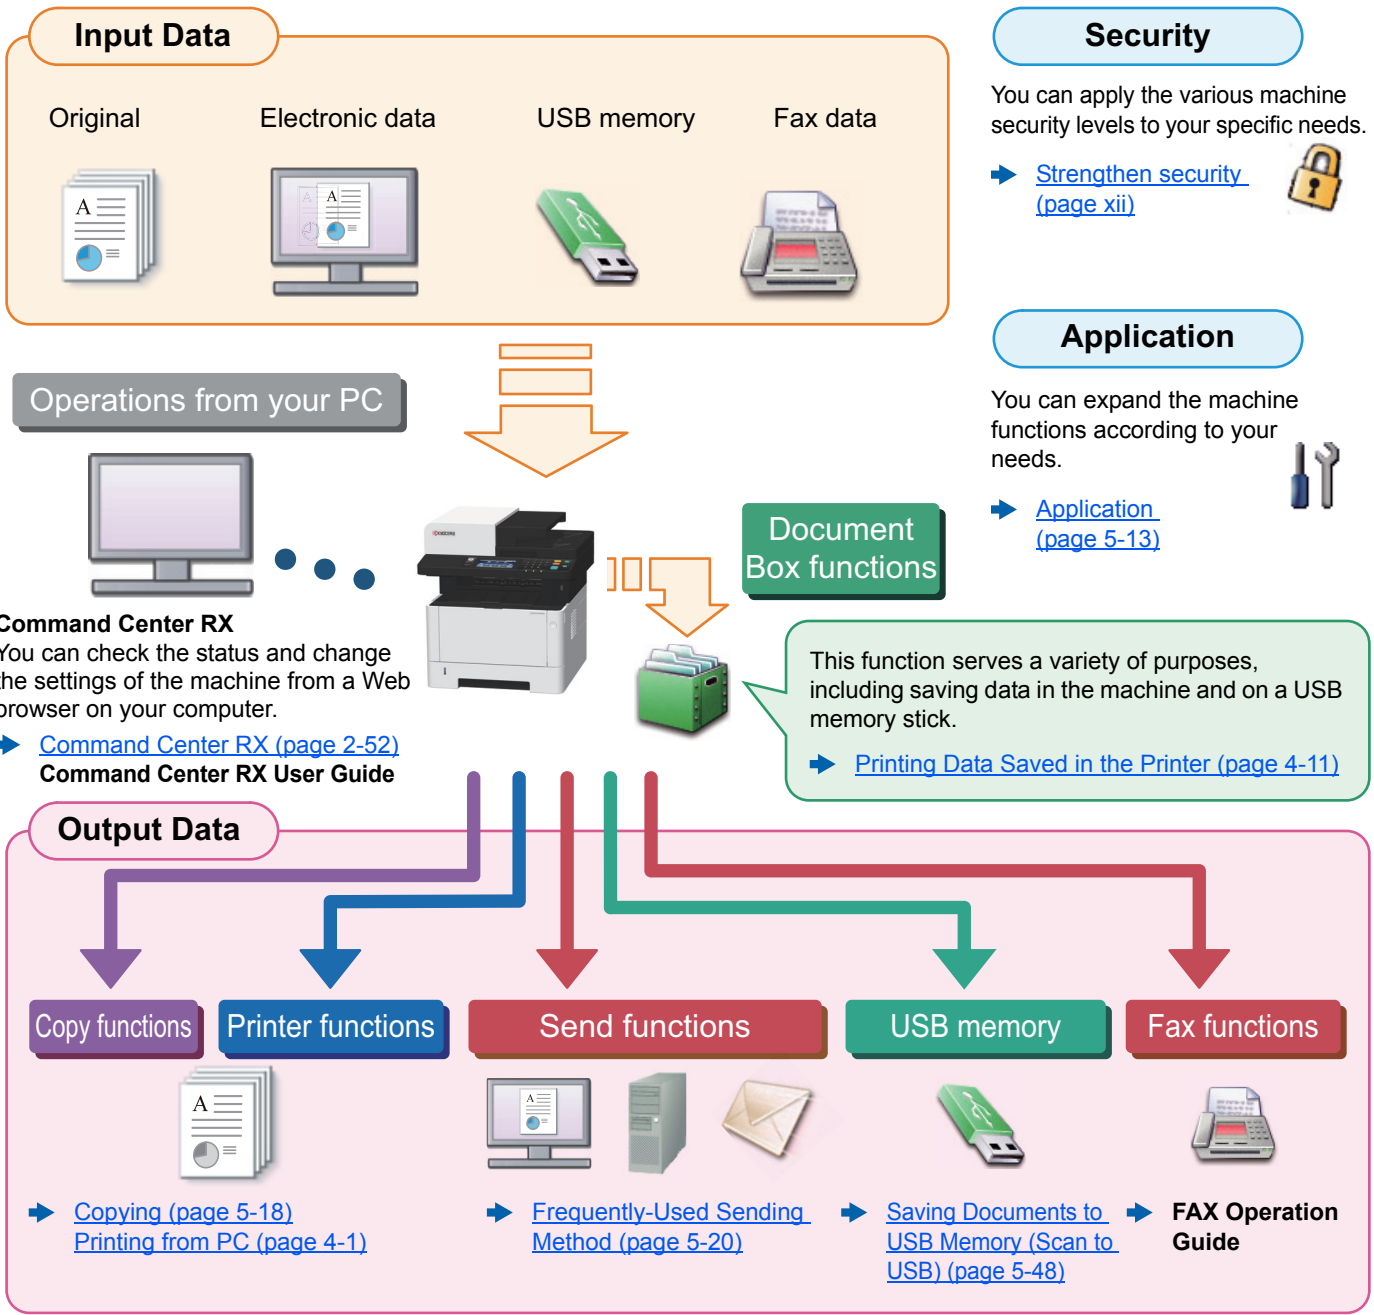 Input Data
Original
Electronic data
USB memory
Fax data
Security
You can apply the various machine
security levels to your specific needs.
Strengthen security
(page xii)
Application
You can expand the machine
functions according to your
needs.
Application
(page 5-13)
Operations from your PC
KYOCERA
Document
Box functions
Command Center RX
You can check the status and change
the settings of the machine from a Web
browser on your computer.
Command Center RX (page 2-52)
Command Center RX User Guide
This function serves a variety of purposes,
including saving data in the machine and on a USB
memory stick.
Printing Data Saved in the Printer (page 4-11)
Output Data
Copy functions
Printer functions
Send functions
USB memory
Fax functions
A
A
A
A
A
Copying (page 5-18)
Printing from PC (page 4-1)
Frequently-Used Sending
Method (page 5-20)
Saving Documents to
USB Memory (Scan to
USB) (page 5-48)
FAX Operation
Guide